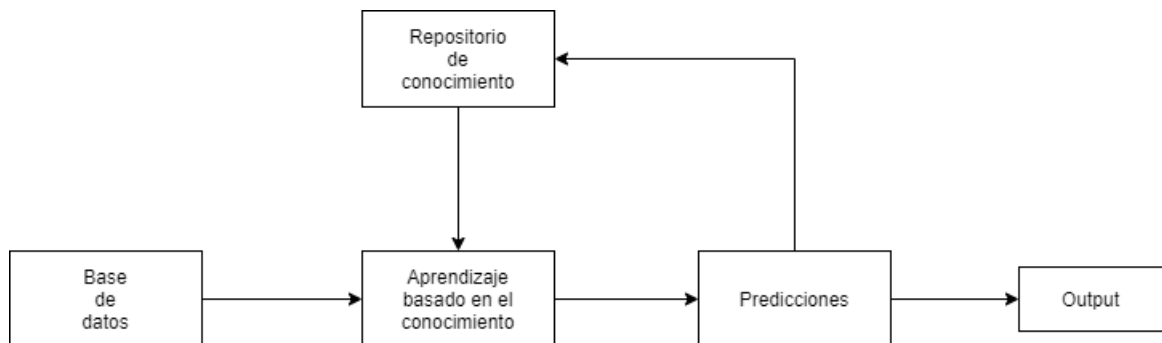 Repositorio
de
conocimiento
Base
de
datos
Aprendizaje
basado en el
conocimiento
Predicciones
Output